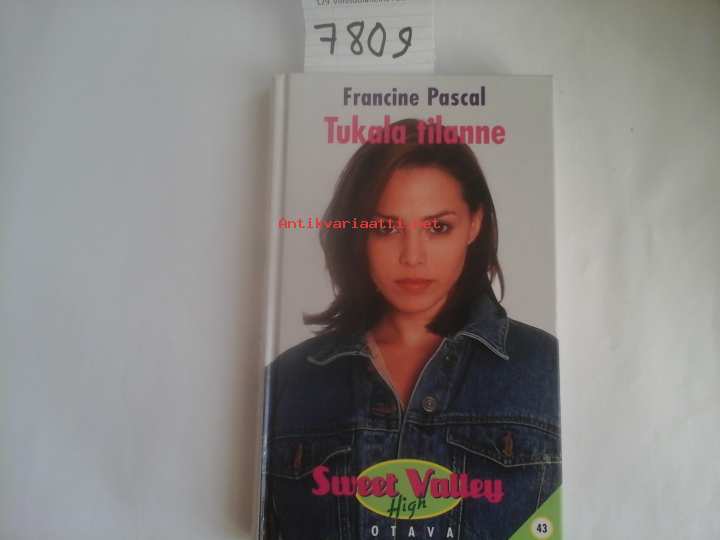 7809
Francine Pascal
Tukala tilanne
Antikvariaatti.net
Sweet Valley
High
OTAVA
43